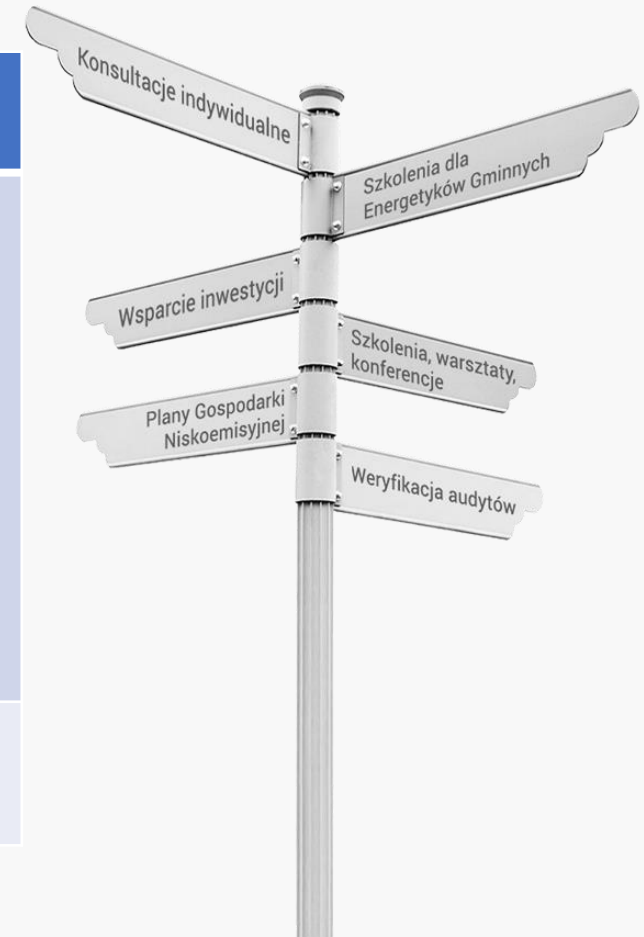 Konsultacje indywidualne
Szkolenia dla
Energetyków Gminnych
Wsparcie inwestycji
Szkolenia, warsztaty,
konferencje
Plany Gospodarki
Niskoemisyjnej
Weryfikacja audytów